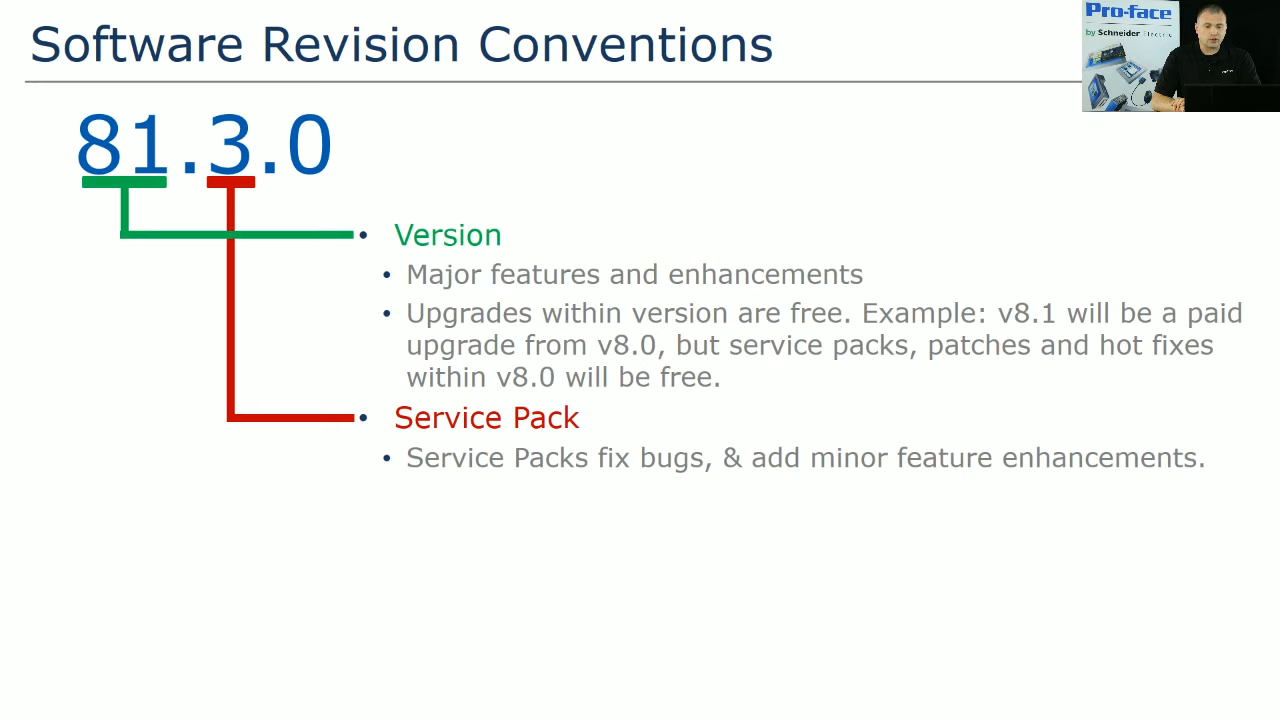 Software Revision Conventions
Pro-face
by Schneider Electric
81.3.0
• Version
• Major features and enhancements
• Upgrades within version are free. Example: v8.1 will be a paid
upgrade from v8.0, but service packs, patches and hot fixes
within v8.0 will be free.
• Service Pack
• Service Packs fix bugs, & add minor feature enhancements.